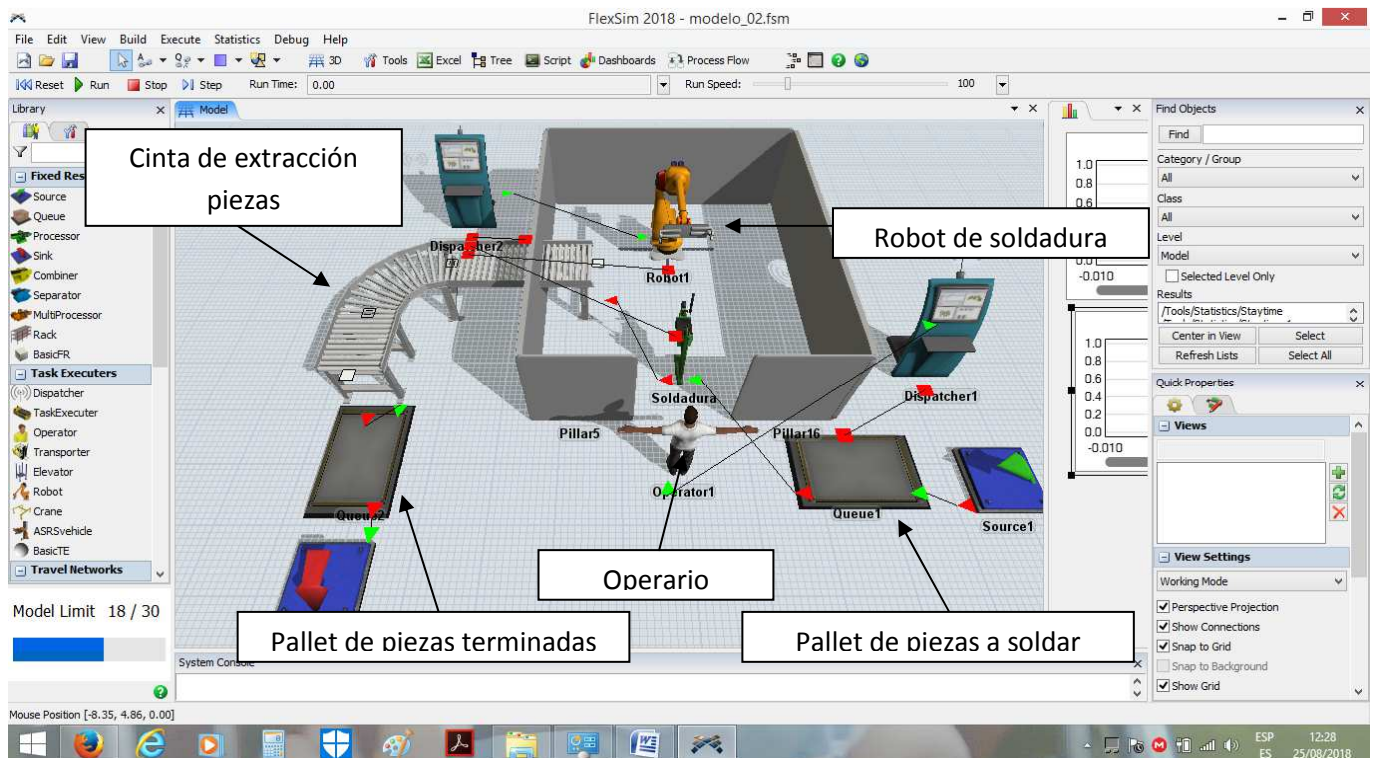 FlexSim 2018 - modelo_02.fsm
File Edit View Build Execute Statistics Debug Help
3D Tools Excel Tree Script Dashboards Process Flow
Reset Run Stop Step Run Time: 0.00 Run Speed: 100
Library
Fixed Res
Source
Queue
Processor
Sink
Combiner
Separator
MultiProcessor
Rack
BasicFR
Task Executers
Dispatcher
TaskExecuter
Operator
Transporter
Elevator
Robot
Crane
ASRSvehicle
BasicTE
Travel Networks
Model Limit 18 / 30
Model
Cinta de extracción
piezas
Robot de soldadura
Dispatcher2
Robot1
Soldadura
Dispatcher1
Pillar5
Pillar16
Operator1
Queue2
Queue1
Source1
Operario
Pallet de piezas terminadas
Pallet de piezas a soldar
System Console
1.0
0.8
0.6
0.0
-0.010
1.0
0.8
0.6
0.4
0.2
0.0
-0.010
Find Objects
Find
Category / Group
All
Class
All
Level
Model
Selected Level Only
Results
/Tools/Statistics/Staytime
Center in View Select
Refresh Lists Select All
Quick Properties
Views
View Settings
Working Mode
Perspective Projection
Show Connections
Snap to Grid
Snap to Background
Show Grid
Mouse Position [-8.35, 4.86, 0.00]
ESP
ES
12:28
25/08/2018